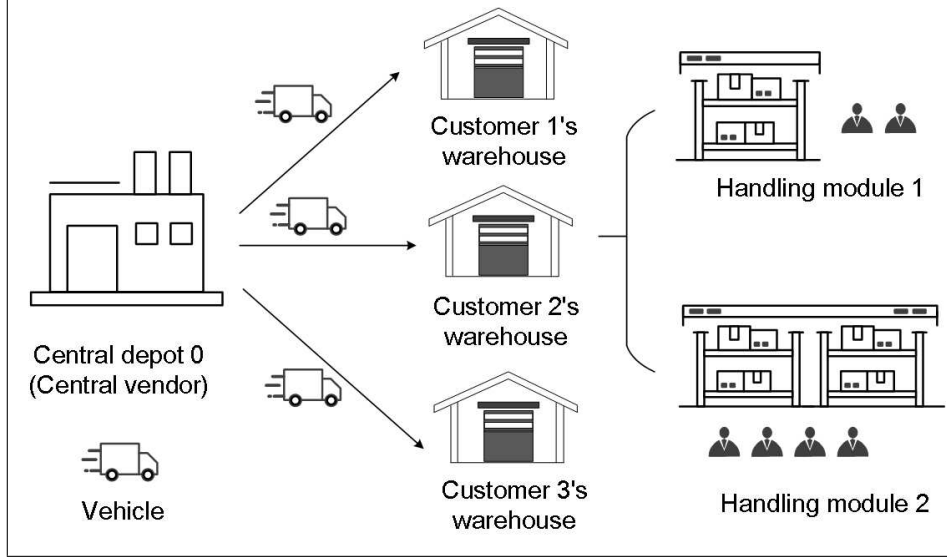 Customer 1's
warehouse
Handling module 1
Customer 2's
warehouse
Central depot 0
(Central vendor)
Customer 3's
warehouse
Vehicle
Handling module 2